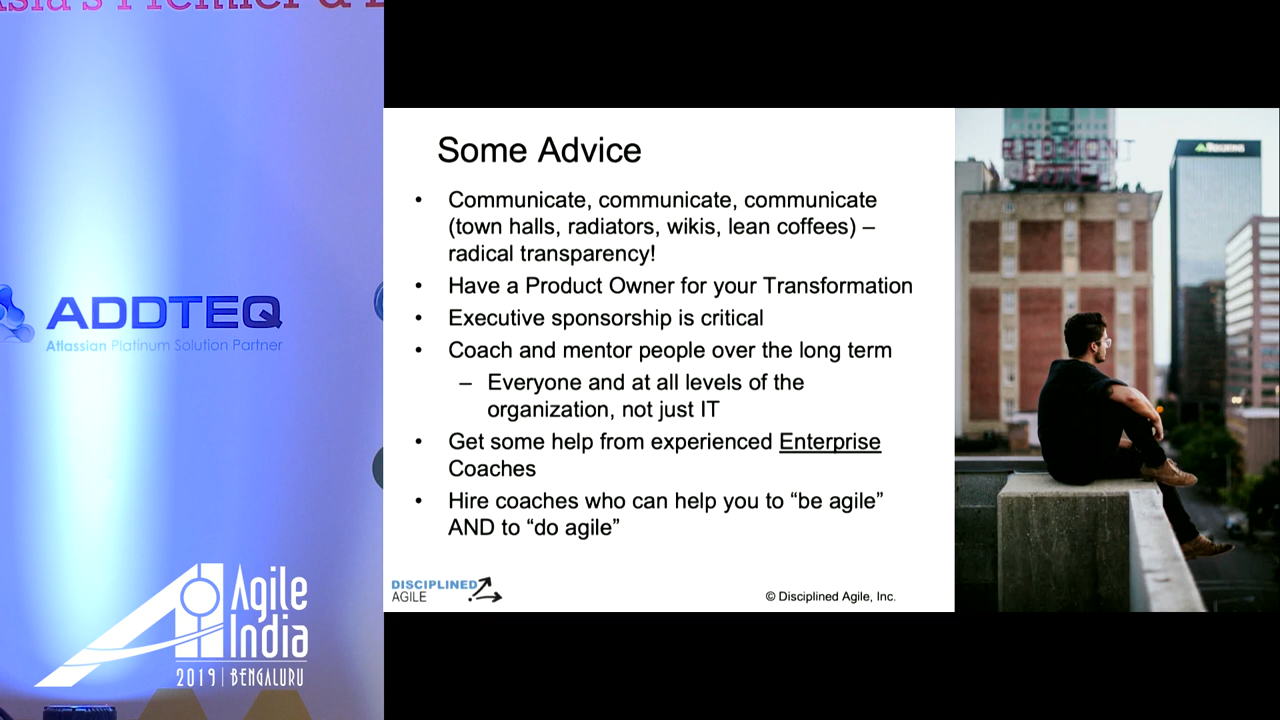 Asia's Premier &
ADDTEQ
Atlassian Platinum Solution Partner
Agile
India
2019 | BENGALURU
Some Advice
• Communicate, communicate, communicate
(town halls, radiators, wikis, lean coffees) –
radical transparency!
• Have a Product Owner for your Transformation
• Executive sponsorship is critical
• Coach and mentor people over the long term
– Everyone and at all levels of the
organization, not just IT
• Get some help from experienced Enterprise
Coaches
• Hire coaches who can help you to “be agile”
AND to “do agile”
DISCIPLINED
AGILE
© Disciplined Agile, Inc.